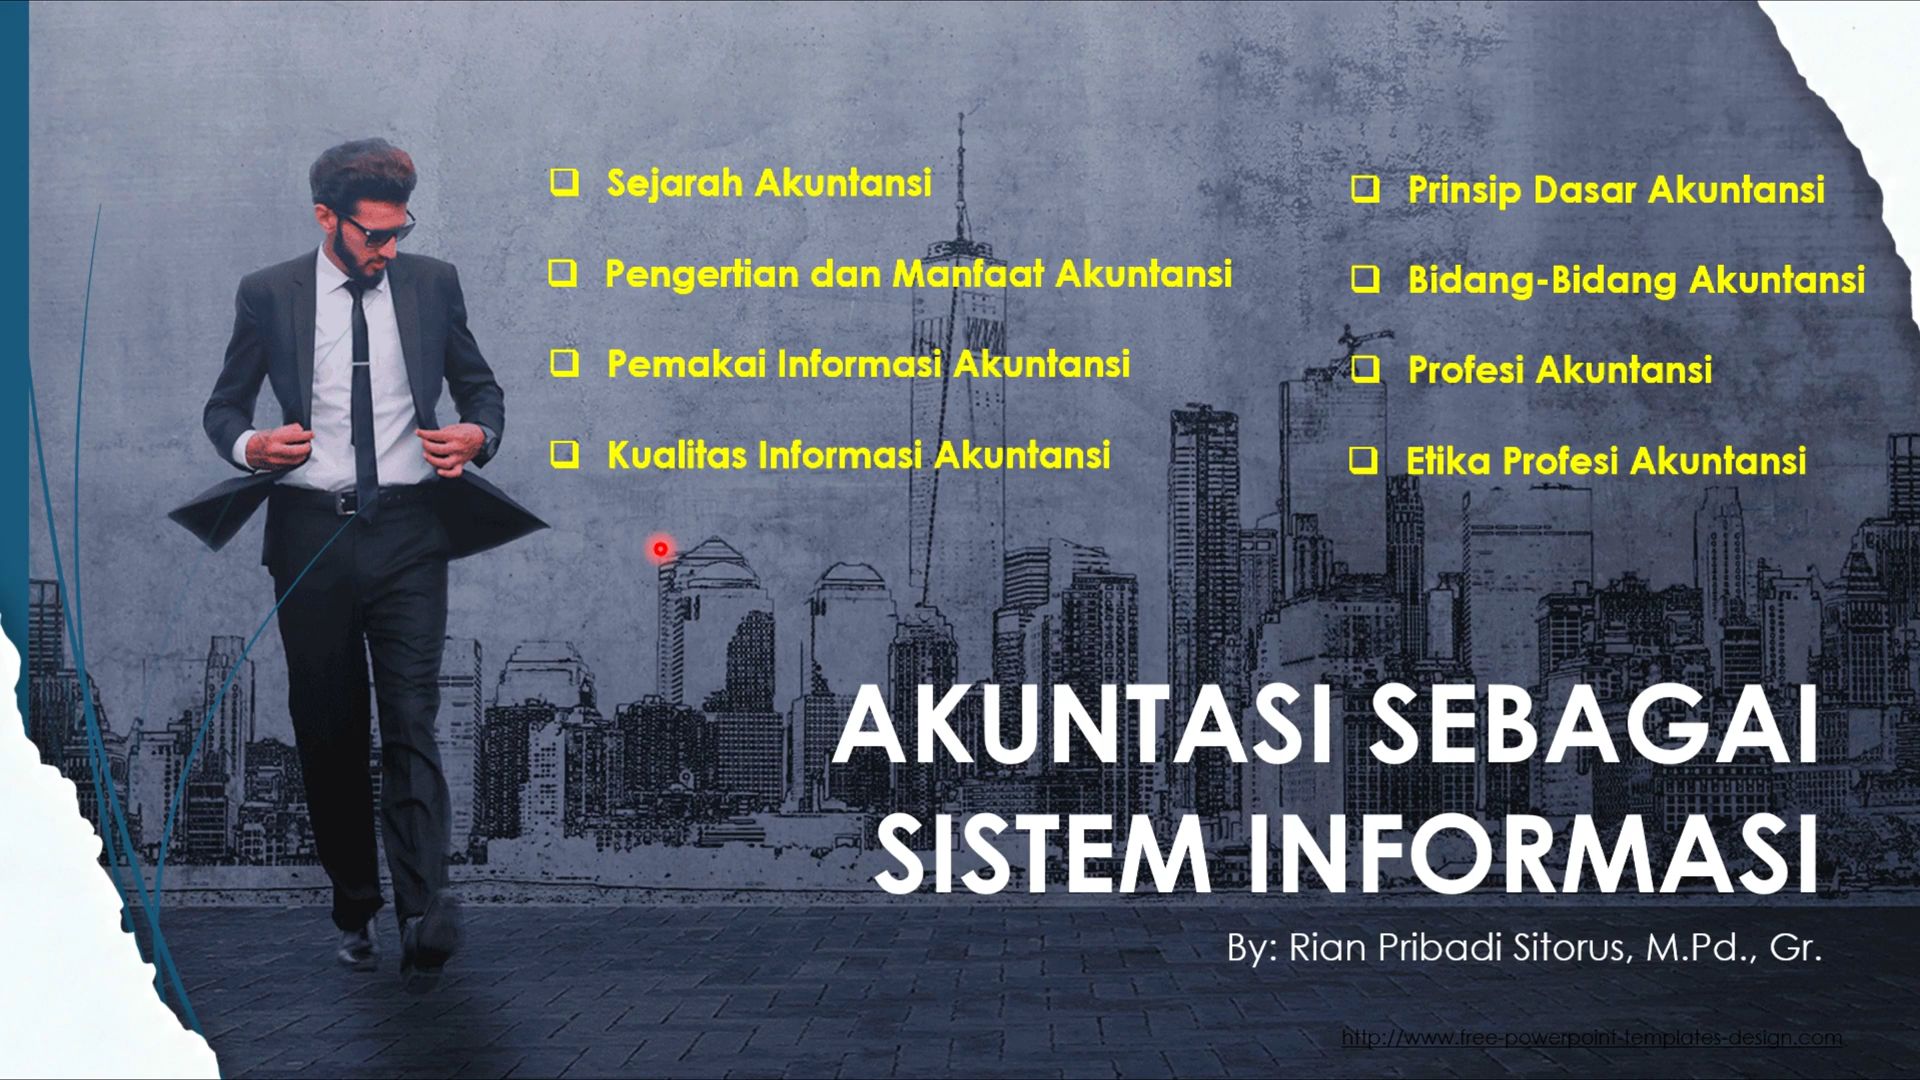 Sejarah Akuntansi
Pengertian dan Manfaat Akuntansi
Pemakai Informasi Akuntansi
Kualitas Informasi Akuntansi
Prinsip Dasar Akuntansi
Bidang-Bidang Akuntansi
Profesi Akuntansi
Etika Profesi Akuntansi
AKUNTASI SEBAGAI
SISTEM INFORMASI
By: Rian Pribadi Sitorus, M.Pd., Gr.
http://www.free-powerpoint-templates-design.com